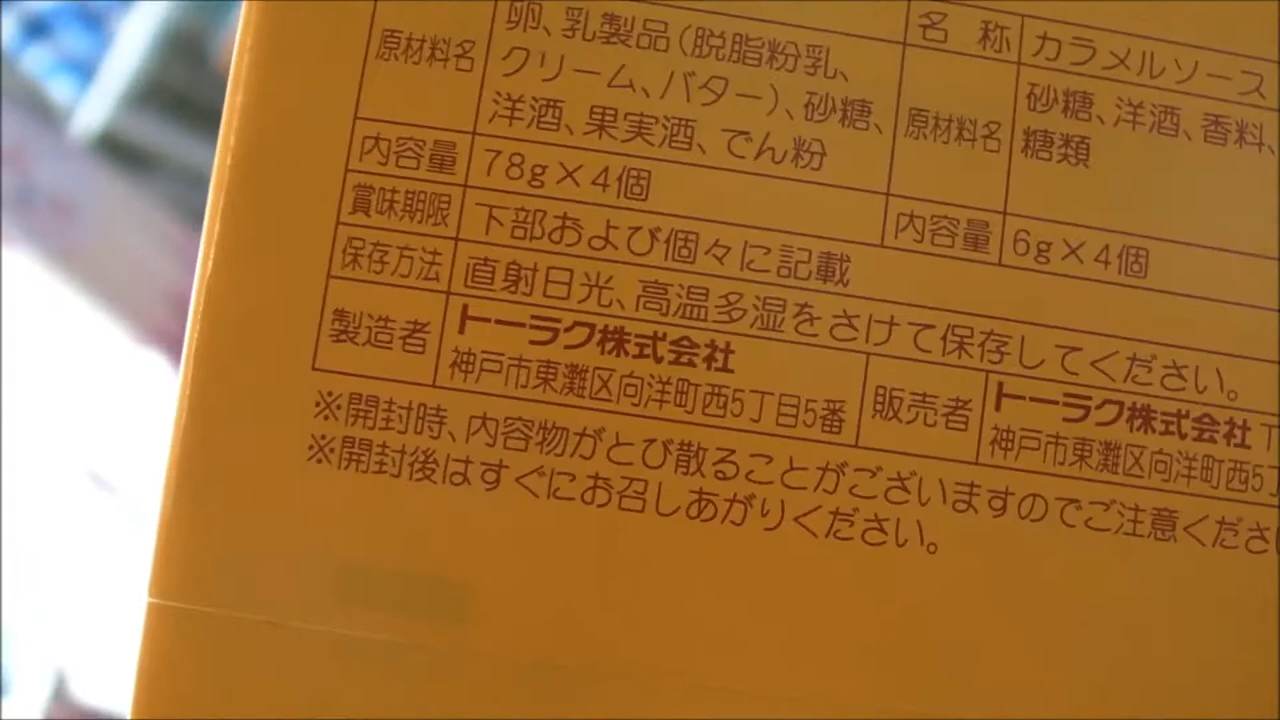 原材料名
卵、乳製品(脱脂粉乳、
クリーム、バター)、砂糖、
洋酒、果実酒、でん粉
名 称
カラメルソース
原材料名
砂糖、洋酒、香料、
糖類
内容量
78g×4個
内容量
6g×4個
賞味期限
下部および個々に記載
保存方法
直射日光、高温多湿をさけて保存してください。
製造者
トーラク株式会社
神戸市東灘区向洋町西5丁目5番
販売者
トーラク株式会社
神戸市東灘区向洋町西5丁
※開封時、内容物がとび散ることがございますのでご注意くださ
※開封後はすぐにお召しあがりください。